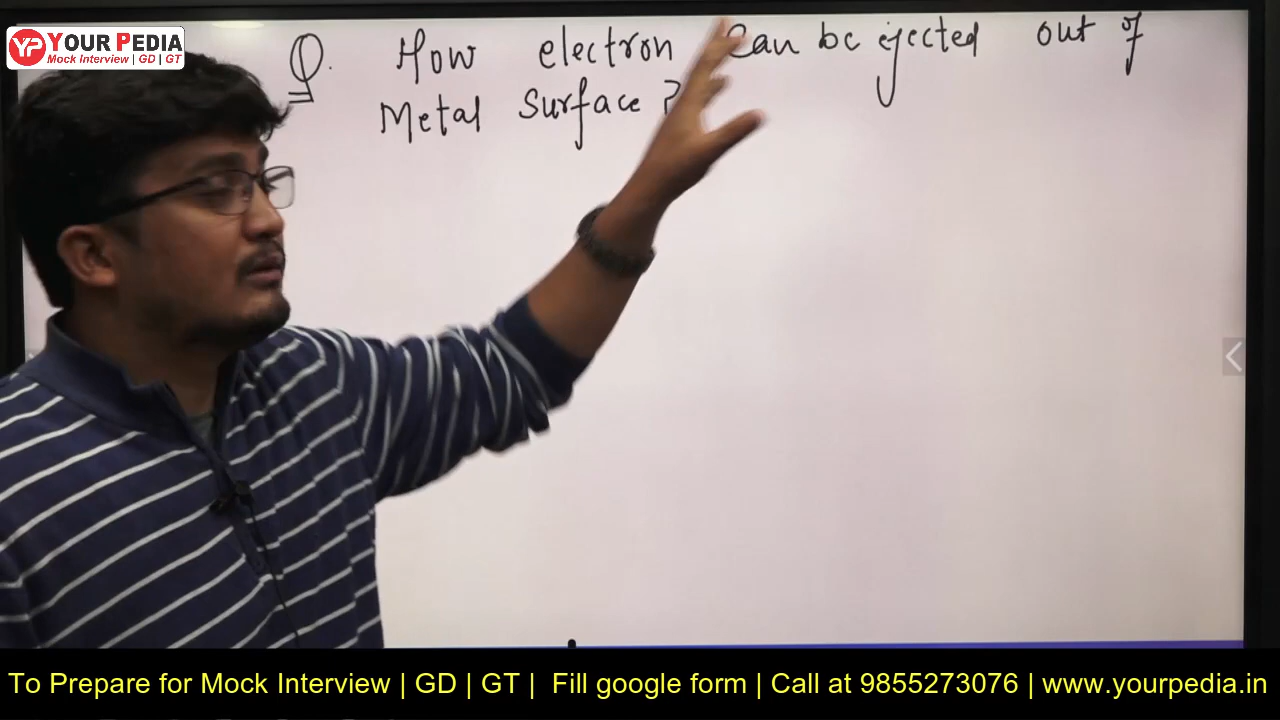 YP YOUR PEDIA
Mock Interview | GD | GT
Q. How electron Can be ejected out of
Metal Surface ?
To Prepare for Mock Interview | GD | GT | Fill google form | Call at 9855273076 | www.yourpedia.in